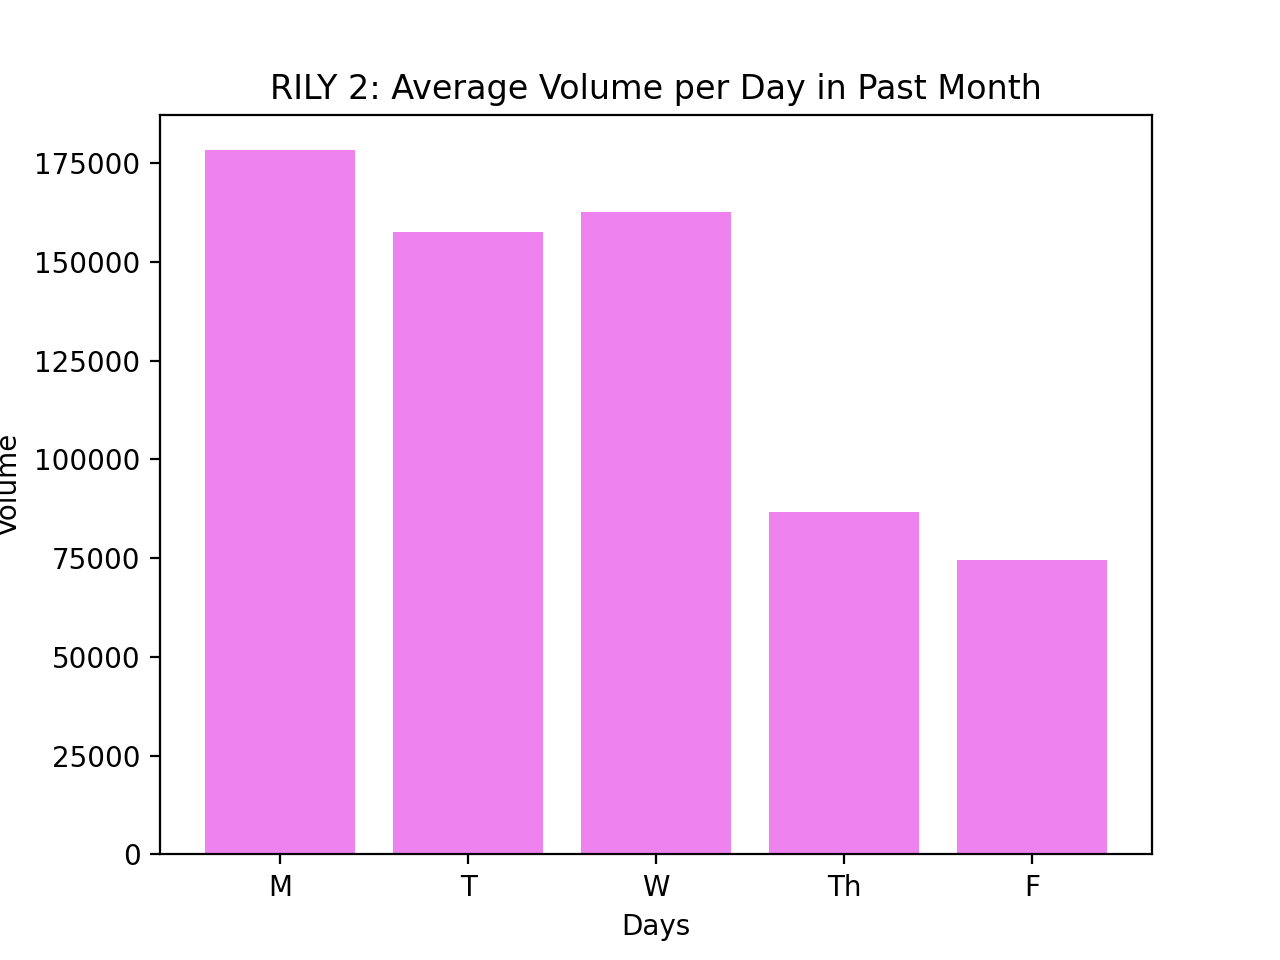 RILY 2: Average Volume per Day in Past Month
175000
150000
125000
100000
75000
50000
25000
0
Volume
M T W Th F
Days